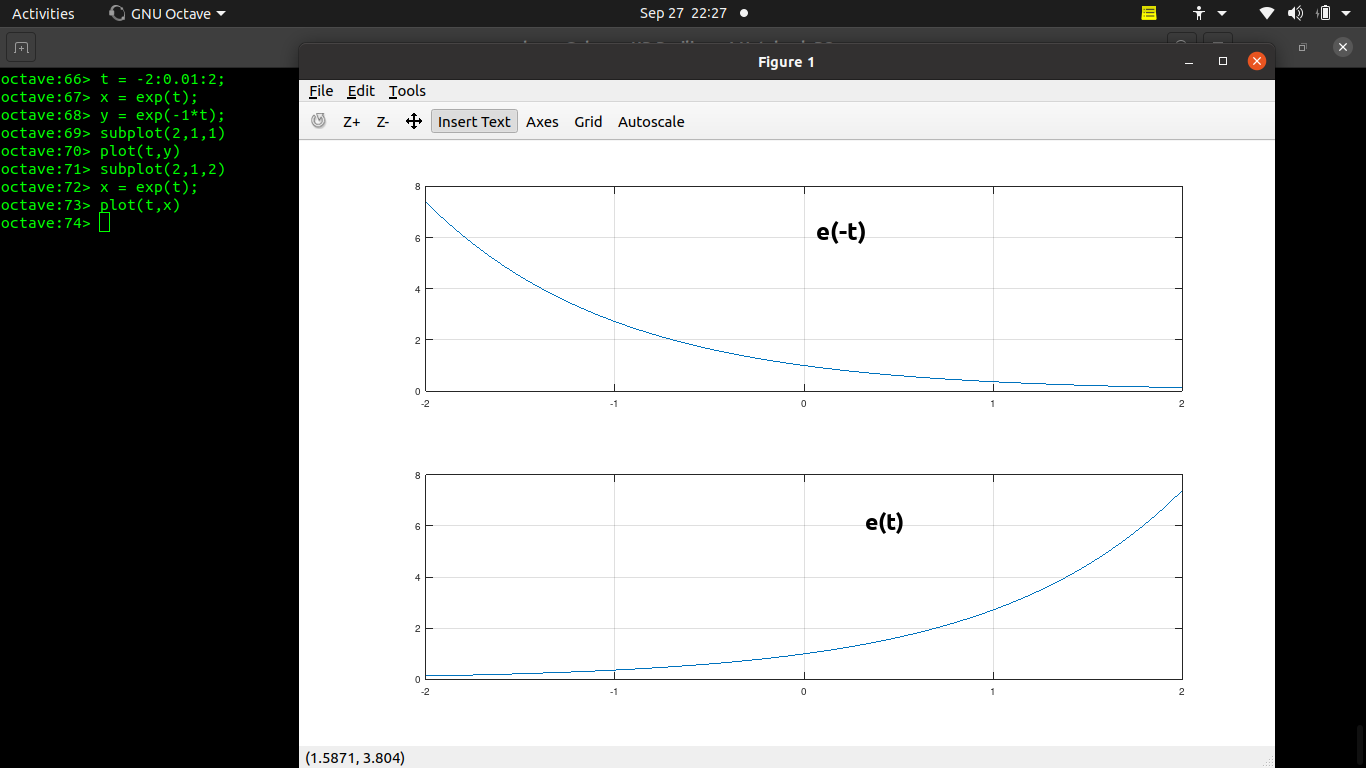 Activities
GNU Octave
Sep 27 22:27
octave:66> t = -2:0.01:2;
octave:67> x = exp(t);
octave:68> y = exp(-1*t);
octave:69> subplot(2,1,1)
octave:70> plot(t,y)
octave:71> subplot(2,1,2)
octave:72> x = exp(t);
octave:73> plot(t,x)
octave:74>
Figure 1
File Edit Tools
Z+ Z- Insert Text Axes Grid Autoscale
8
6
4
2
0
e(-t)
-2 -1 0 1 2
8
6
4
2
0
e(t)
-2 -1 0 1 2
(1.5871, 3.804)